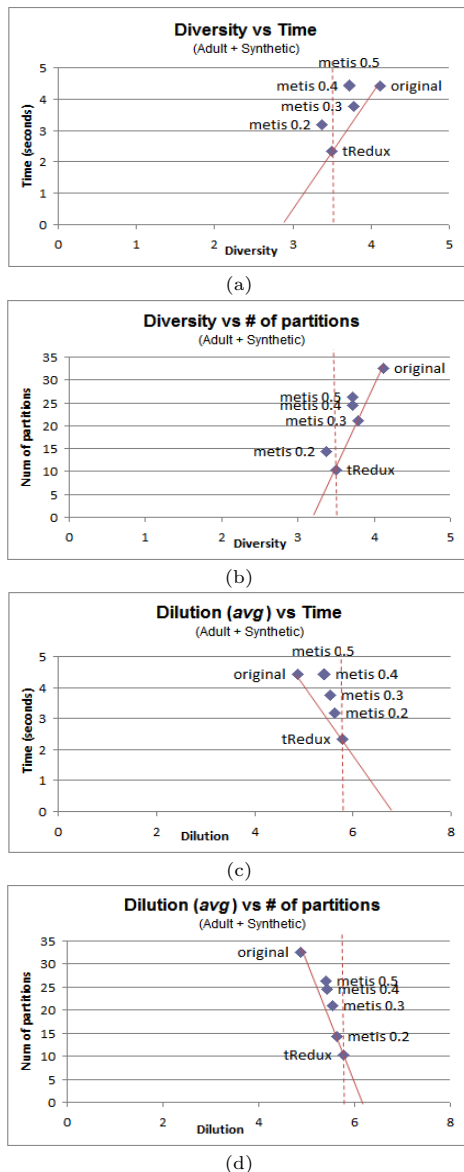 Diversity vs Time
(Adult + Synthetic)
metis 0.5
5
metis 0.4
original
4
metis 0.3
metis 0.2
3
tRedux
2
1
0
Time (seconds)
0 1 2 3 4 5
Diversity
(a)
Diversity vs # of partitions
(Adult + Synthetic)
35
original
30
metis 0.5
25
metis 0.4
metis 0.3
20
15
metis 0.2
10
tRedux
5
0
Num of partitions
0 1 2 3 4 5
Diversity
(b)
Dilution (avg) vs Time
(Adult + Synthetic)
metis 0.5
5
original
metis 0.4
4
metis 0.3
metis 0.2
3
tRedux
2
1
0
Time (seconds)
0 2 4 6 8
Dilution
(c)
Dilution (avg) vs # of partitions
(Adult + Synthetic)
35
original
30
metis 0.5
25
metis 0.4
metis 0.3
20
15
metis 0.2
10
tRedux
5
0
Num of partitions
0 2 4 6 8
Dilution
(d)